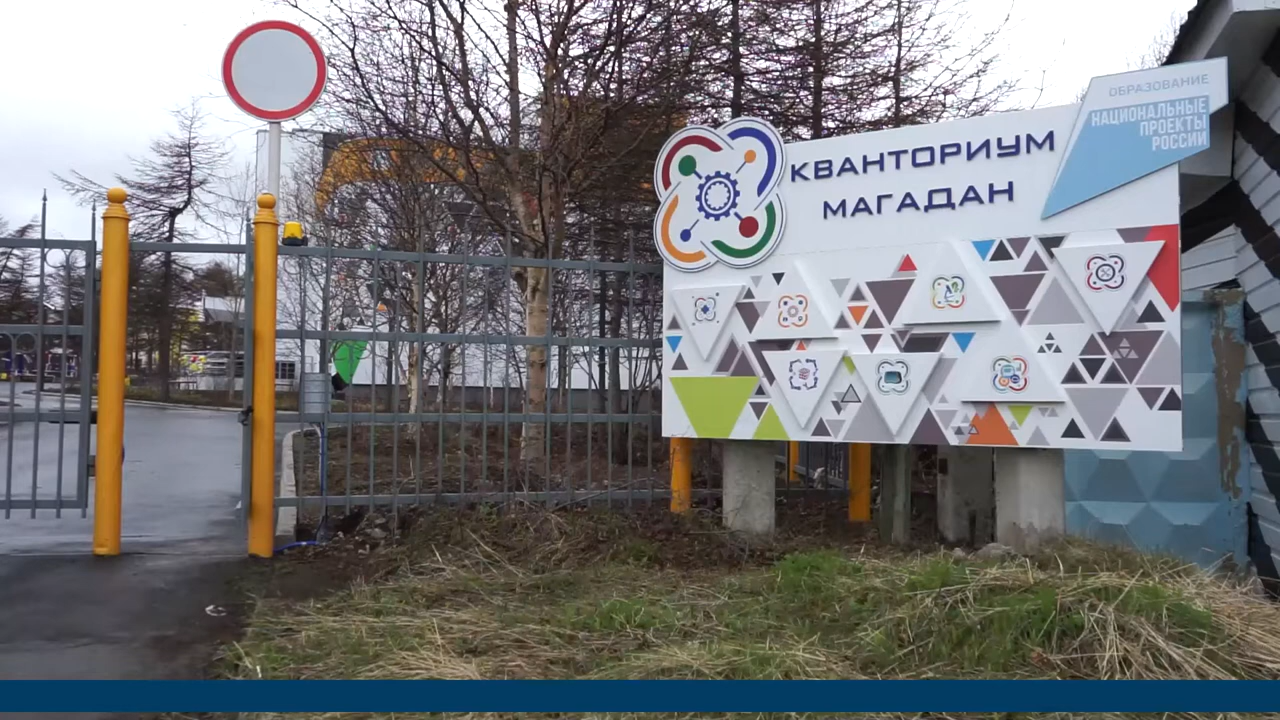 КВАНТОРИУМ
МАГАДАН
ОБРАЗОВАНИЕ
НАЦИОНАЛЬНЫЕ
ПРОЕКТЫ
РОССИИ